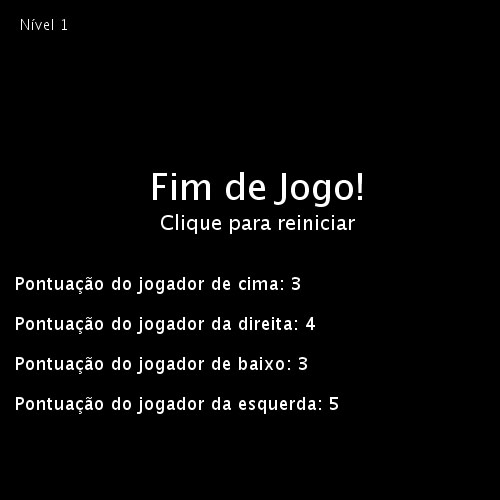 Nível 1
Fim de Jogo!
Clique para reiniciar
Pontuação do jogador de cima: 3
Pontuação do jogador da direita: 4
Pontuação do jogador de baixo: 3
Pontuação do jogador da esquerda: 5